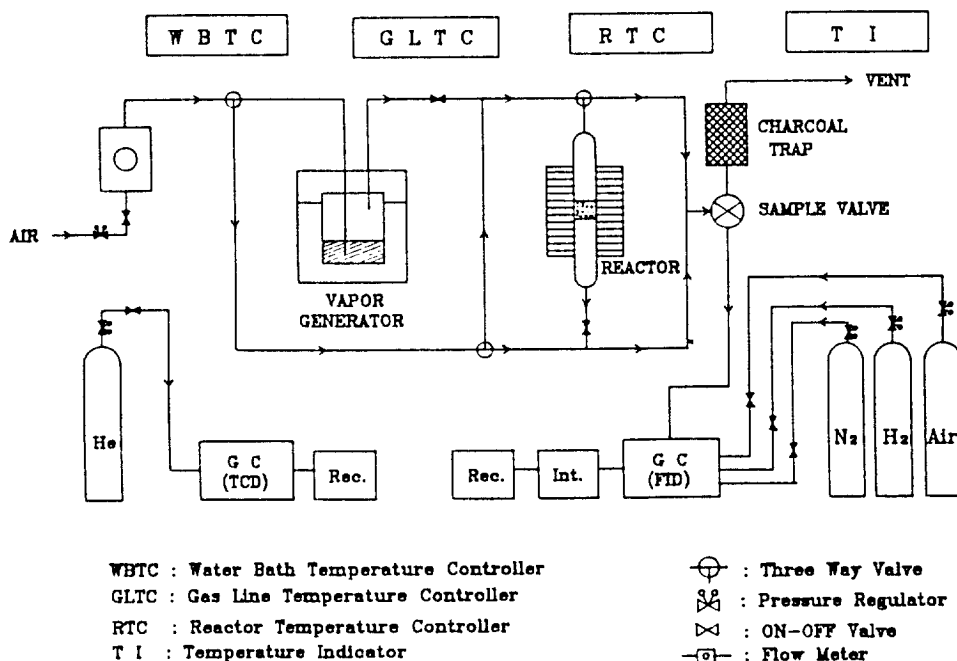 W B T C
G L T C
R T C
T I
VENT
CHARCOAL
TRAP
SAMPLE VALVE
AIR
REACTOR
VAPOR
GENERATOR
He
G C
(TCD)
Rec.
Rec.
Int.
G C
(FID)
N₂
H₂
Air
WBTC : Water Bath Temperature Controller
GLTC : Gas Line Temperature Controller
RTC : Reactor Temperature Controller
T I : Temperature Indicator
: Three Way Valve
: Pressure Regulator
: ON-OFF Valve
: Flow Meter